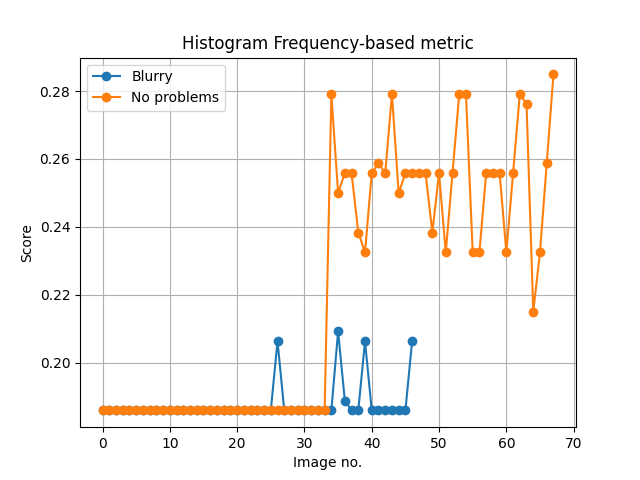 Histogram Frequency-based metric
Blurry
No problems
0.28
0.26
0.24
0.22
0.20
Score
0 10 20 30 40 50 60 70
Image no.